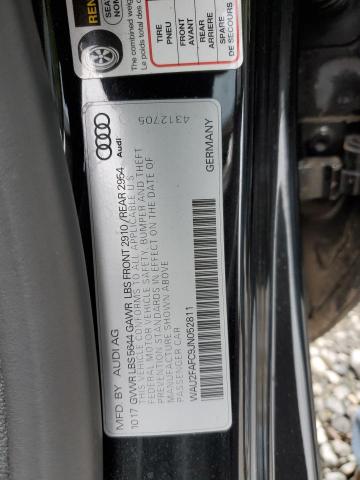 REN
SEA
NOM
The combined weigh
Le poids total des c
TIRE
PNEU
FRONT
AVANT
REAR
ARRIÈRE
SPARE
DE SECOURS
Audi
4312705
MFD BY AUDI AG
GERMANY
10 17 GVWR LBS 5644 GAWR LBS FRONT 2910 /REAR 2954
THIS VEHICLE CONFORMS TO ALL APPLICABLE U.S.
FEDERAL MOTOR VEHICLE SAFETY, BUMPER AND THEFT
PREVENTION STANDARDS IN EFFECT ON THE DATE OF
MANUFACTURE SHOWN ABOVE
PASSENGER CAR
WAU2FAFC9JN052811